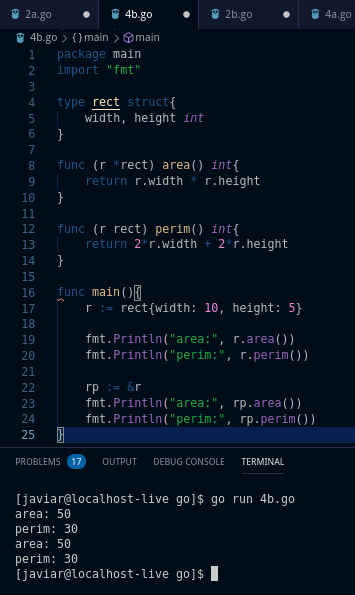 2a.go 4b.go 2b.go 4a.go
4b.go > {} main > main
1 package main
2 import "fmt"
3
4 type rect struct{
5     width, height int
6 }
7
8 func (r *rect) area() int{
9     return r.width * r.height
10 }
11
12 func (r rect) perim() int{
13     return 2*r.width + 2*r.height
14 }
15
16 func main(){
17     r := rect{width: 10, height: 5}
18
19     fmt.Println("area:", r.area())
20     fmt.Println("perim:", r.perim())
21
22     rp := &r
23     fmt.Println("area:", rp.area())
24     fmt.Println("perim:", rp.perim())
25 }
PROBLEMS 17 OUTPUT DEBUG CONSOLE TERMINAL
[javiar@localhost-live go]$ go run 4b.go
area: 50
perim: 30
area: 50
perim: 30
[javiar@localhost-live go]$